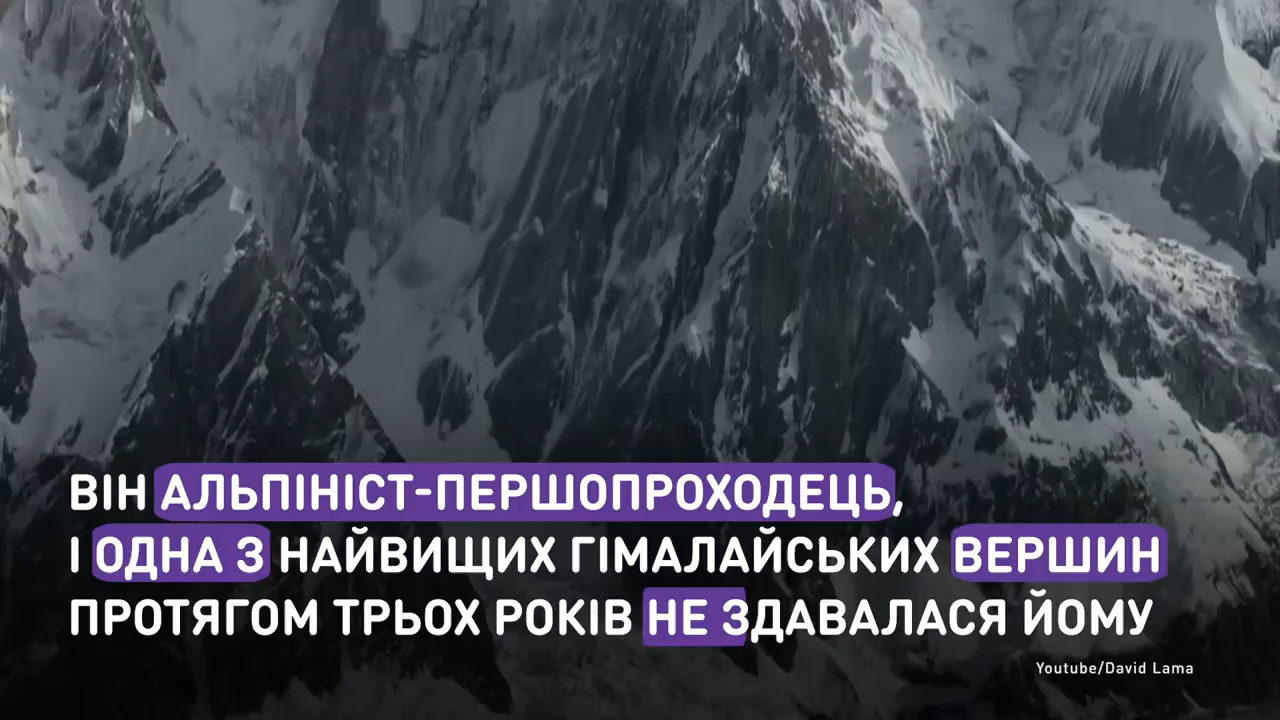 ВІН АЛЬПІНІСТ-ПЕРШОПРОХОДЕЦЬ,
І ОДНА З НАЙВИЩИХ ГІМАЛАЙСЬКИХ ВЕРШИН
ПРОТЯГОМ ТРЬОХ РОКІВ НЕ ЗДАВАЛАСЯ ЙОМУ
Youtube/David Lama